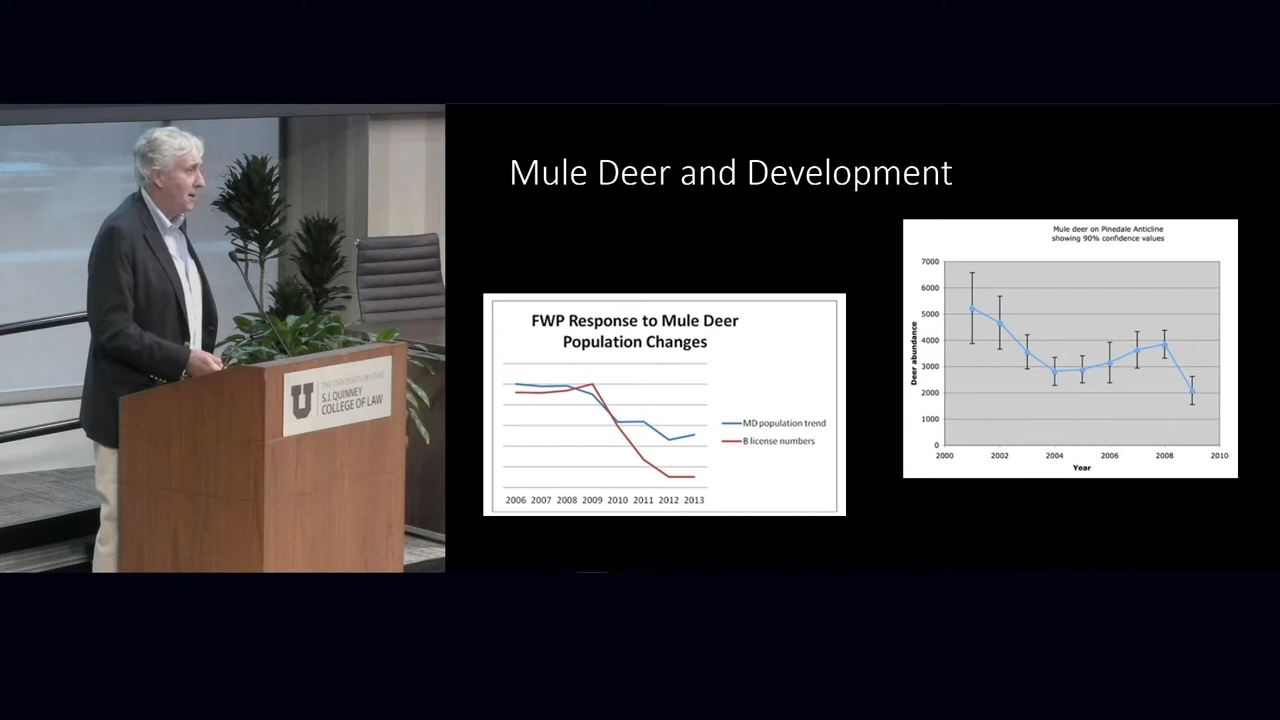 Mule Deer and Development
FWP Response to Mule Deer
Population Changes
MD population trend
B license numbers
2006 2007 2008 2009 2010 2011 2012 2013
Mule deer on Pinedale Anticline
showing 90% confidence values
7000
6000
5000
4000
3000
2000
1000
0
Deer abundance
2000 2002 2004 2006 2008 2010
Year
U
THE UNIVERSITY OF UTAH
S.J. QUINNEY
COLLEGE OF LAW